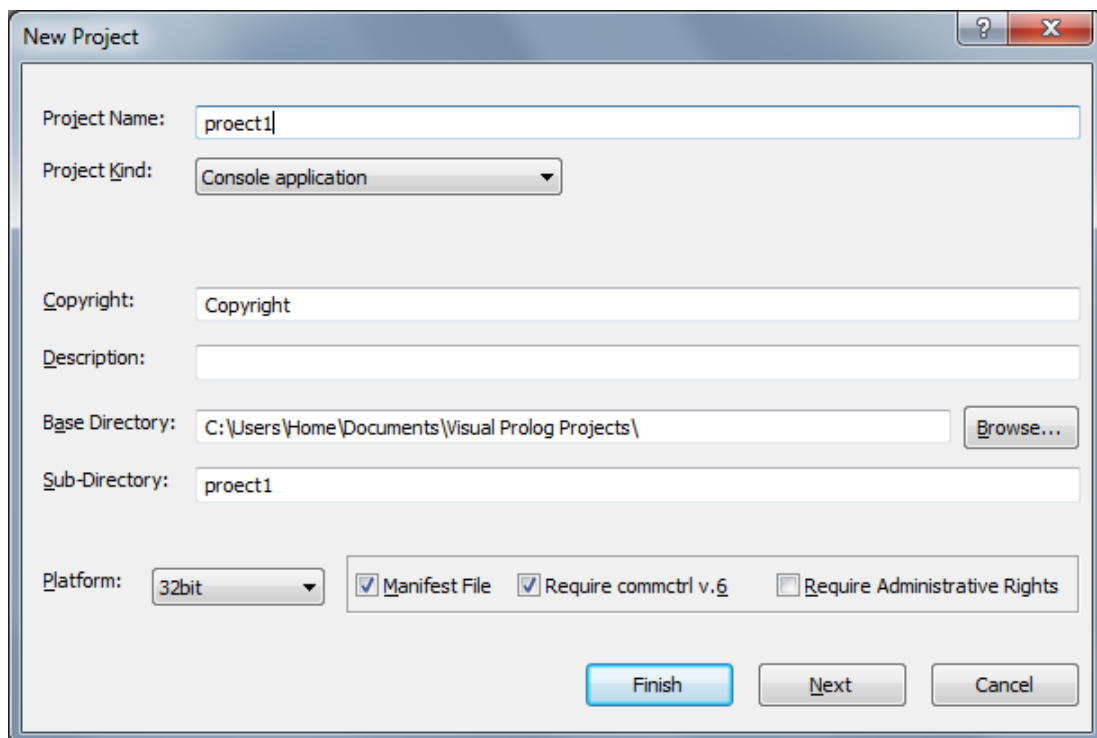 New Project
Project Name: proect1
Project Kind: Console application
Copyright: Copyright
Description:
Base Directory: C:\Users\Home\Documents\Visual Prolog Projects\ Browse...
Sub-Directory: proect1
Platform: 32bit Manifest File Require commctrl v.6 Require Administrative Rights
Finish Next Cancel